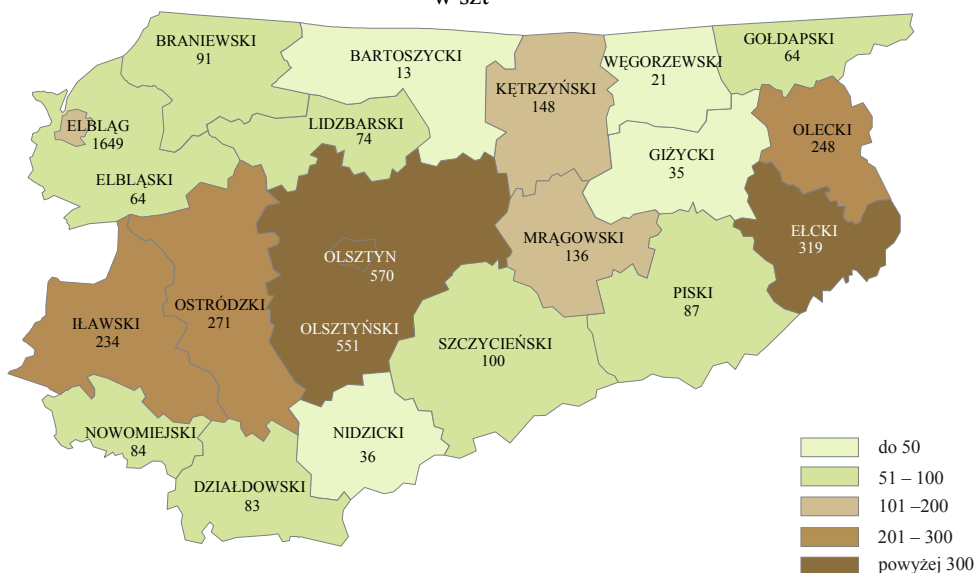 w szt
BRANIEWSKI
91
BARTOSZYCKI
13
KĘTRZYŃSKI
148
WĘGORZEWSKI
21
GOŁDAPSKI
64
ELBLĄG
1649
LIDZBARSKI
74
OLECKI
248
GIŻYCKI
35
ELBLĄSKI
64
MRĄGOWSKI
136
EŁCKI
319
OLSZTYN
570
OSTRÓDZKI
271
PISKI
87
IŁAWSKI
234
OLSZTYŃSKI
551
SZCZYCIEŃSKI
100
NOWOMIEJSKI
84
NIDZICKI
36
DZIAŁDOWSKI
83
do 50
51 – 100
101 –200
201 – 300
powyżej 300